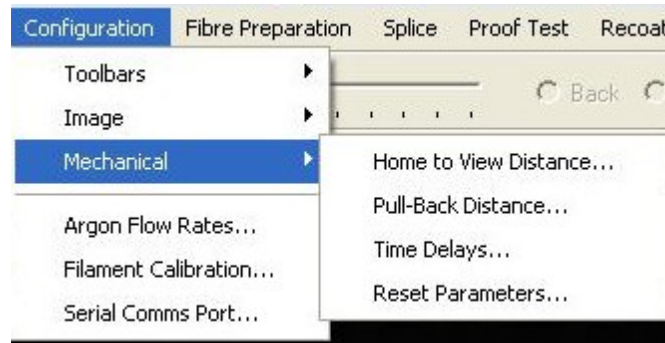 Configuration Fibre Preparation Splice Proof Test Recoat
Toolbars
Back
Image
Mechanical
Home to View Distance...
Pull-Back Distance...
Time Delays...
Reset Parameters...
Argon Flow Rates...
Filament Calibration...
Serial Comms Port...